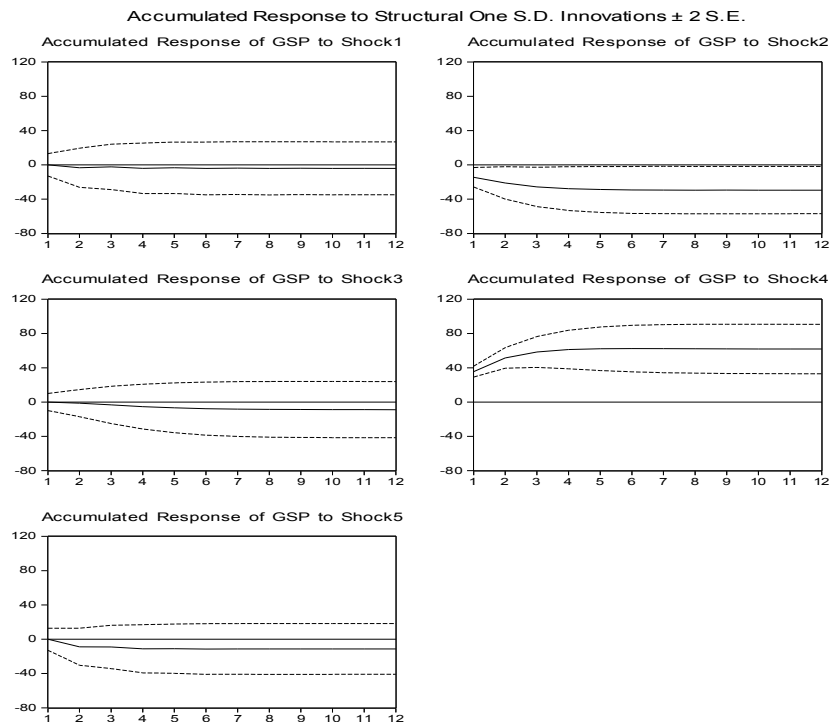 Accumulated Response to Structural One S.D. Innovations ± 2 S.E.
Accumulated Response of GSP to Shock1
120
80
40
0
-40
-80
1 2 3 4 5 6 7 8 9 10 11 12
Accumulated Response of GSP to Shock2
120
80
40
0
-40
-80
1 2 3 4 5 6 7 8 9 10 11 12
Accumulated Response of GSP to Shock3
120
80
40
0
-40
-80
1 2 3 4 5 6 7 8 9 10 11 12
Accumulated Response of GSP to Shock4
120
80
40
0
-40
-80
1 2 3 4 5 6 7 8 9 10 11 12
Accumulated Response of GSP to Shock5
120
80
40
0
-40
-80
1 2 3 4 5 6 7 8 9 10 11 12